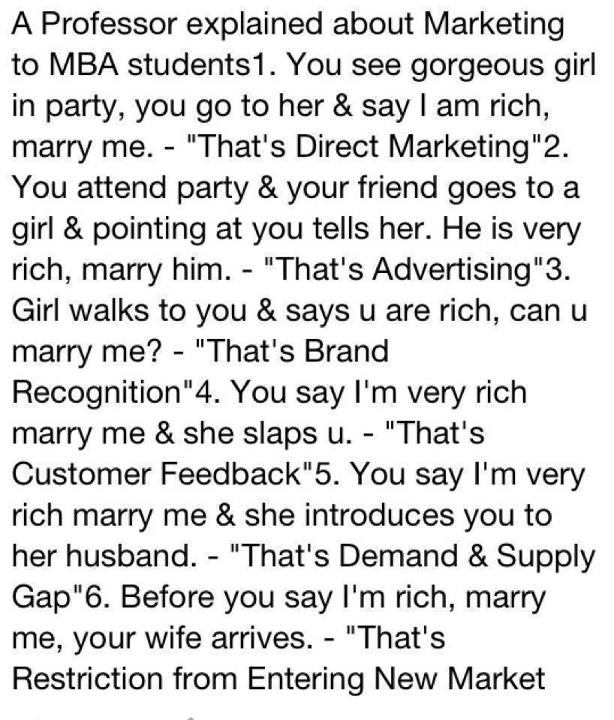 A Professor explained about Marketing
to MBA students1. You see gorgeous girl
in party, you go to her & say I am rich,
marry me. - "That's Direct Marketing"2.
You attend party & your friend goes to a
girl & pointing at you tells her. He is very
rich, marry him. - "That's Advertising"3.
Girl walks to you & says u are rich, can u
marry me? - "That's Brand
Recognition"4. You say I'm very rich
marry me & she slaps u. - "That's
Customer Feedback"5. You say I'm very
rich marry me & she introduces you to
her husband. - "That's Demand & Supply
Gap"6. Before you say I'm rich, marry
me, your wife arrives. - "That's
Restriction from Entering New Market